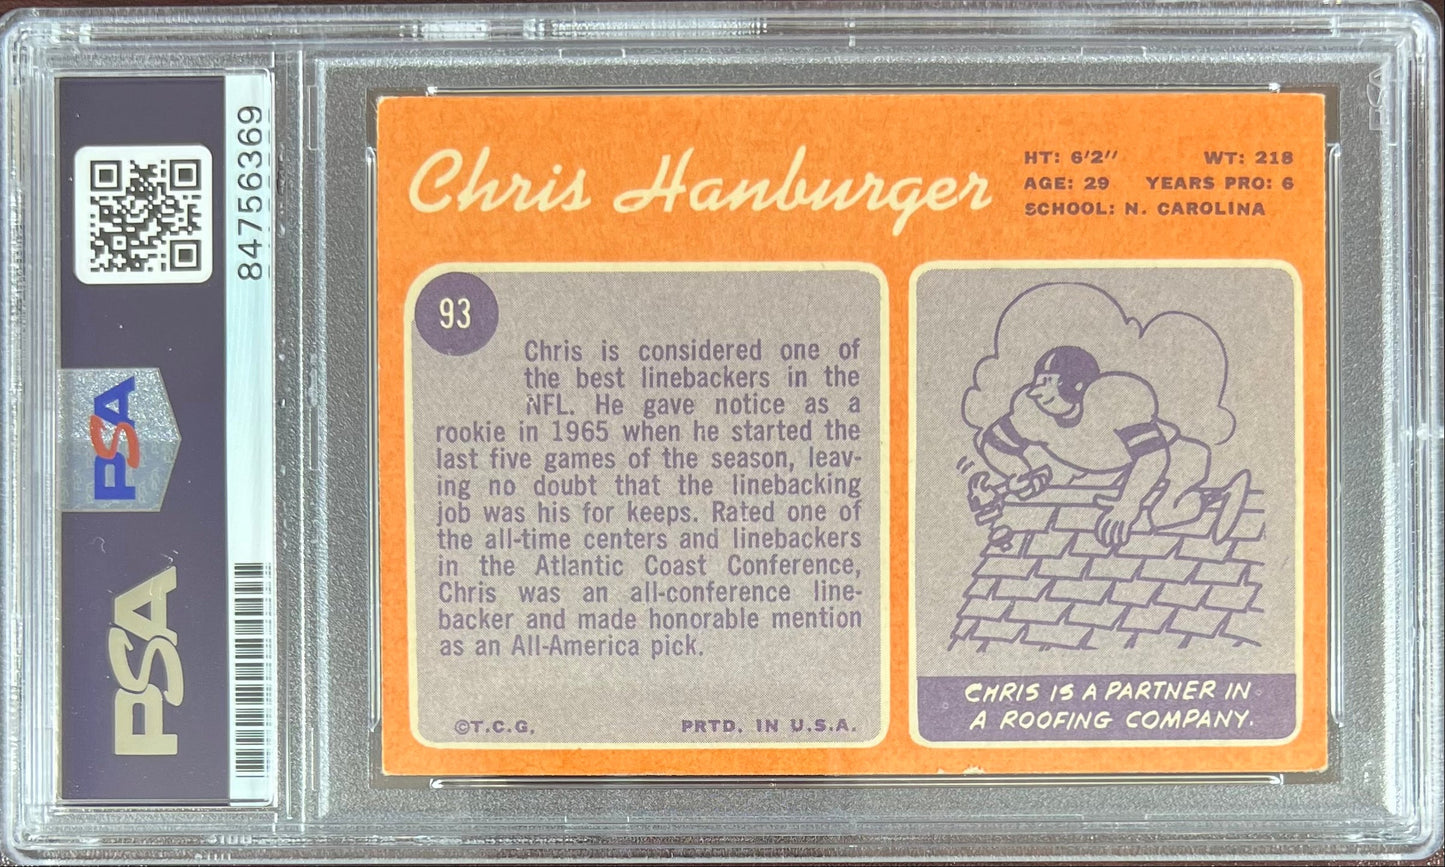 84756369
PSA
PSA
Chris Hanburger
HT: 6'2'' WT: 218
AGE: 29 YEARS PRO: 6
SCHOOL: N. CAROLINA
93
Chris is considered one of
the best linebackers in the
NFL. He gave notice as a
rookie in 1965 when he started the
last five games of the season, leav-
ing no doubt that the linebacking
job was his for keeps. Rated one of
the all-time centers and linebackers
in the Atlantic Coast Conference,
Chris was an all-conference line-
backer and made honorable mention
as an All-America pick.
©T.C.G. PRTD. IN U.S.A.
CHRIS IS A PARTNER IN
A ROOFING COMPANY.